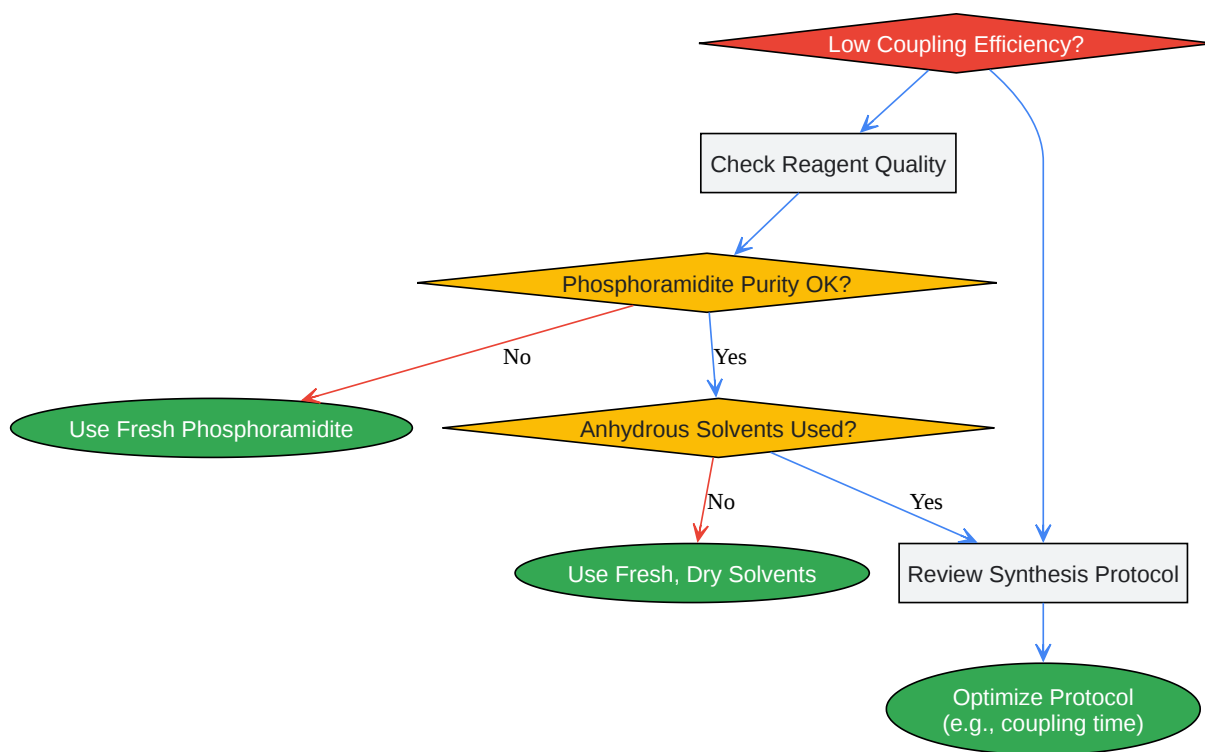 Low Coupling Efficiency?
Check Reagent Quality
Phosphoramidite Purity OK?
No
Yes
Use Fresh Phosphoramidite
Anhydrous Solvents Used?
No
Yes
Use Fresh, Dry Solvents
Review Synthesis Protocol
Optimize Protocol
(e.g., coupling time)